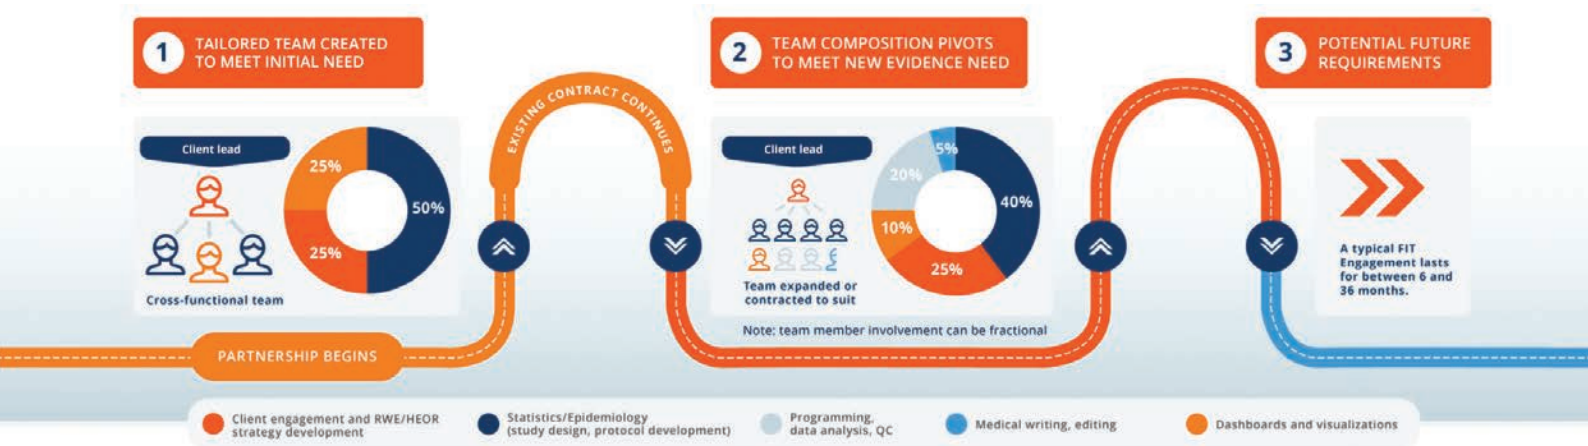 1
TAILORED TEAM CREATED
TO MEET INITIAL NEED
Client lead
25%
50%
25%
Cross-functional team
PARTNERSHIP BEGINS
EXISTING CONTRACT CONTINUES
2
TEAM COMPOSITION PIVOTS
TO MEET NEW EVIDENCE NEED
Client lead
5%
20%
40%
10%
25%
Team expanded or
contracted to suit
Note: team member involvement can be fractional
3
POTENTIAL FUTURE
REQUIREMENTS
A typical FIT
Engagement lasts
for between 6 and
36 months.
Client engagement and RWE/HEOR
strategy development
Statistics/Epidemiology
(study design, protocol development)
Programming,
data analysis, QC
Medical writing, editing
Dashboards and visualizations